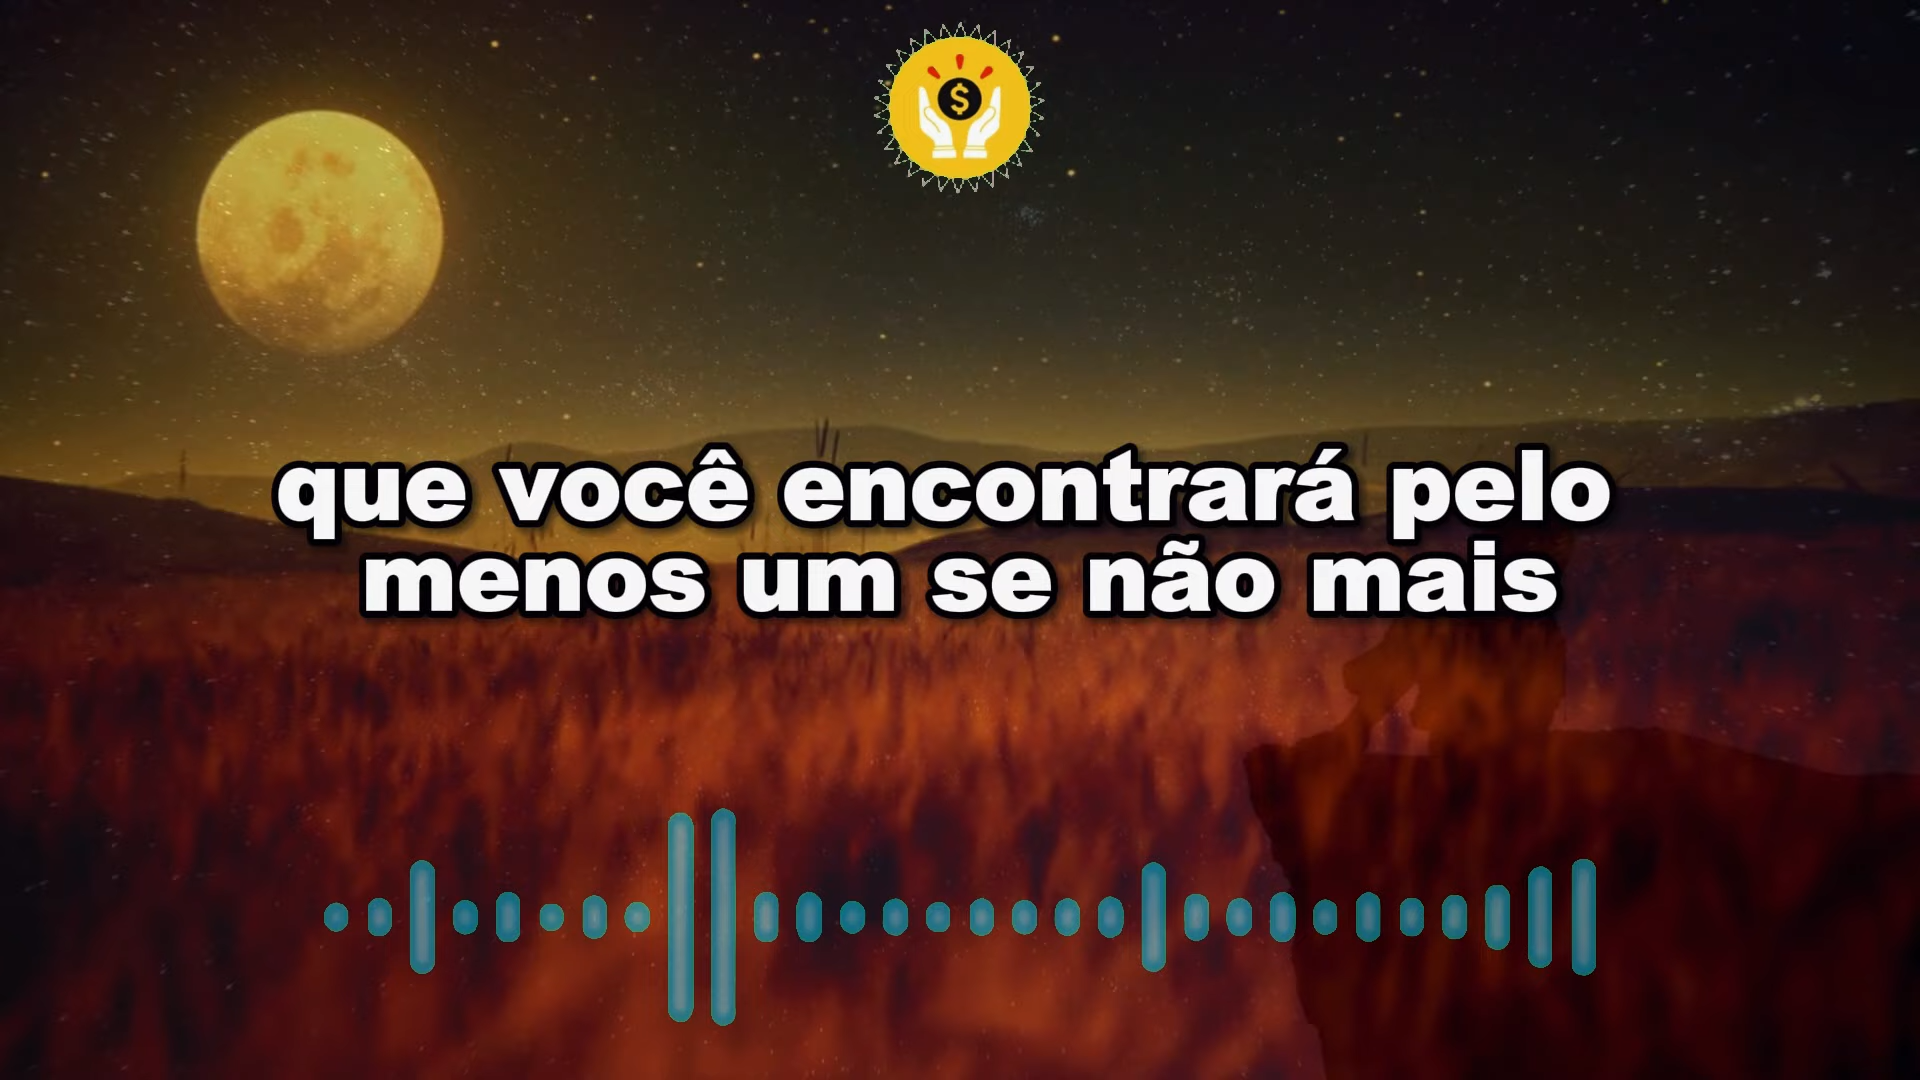 $
que você encontrará pelo
menos um se não mais